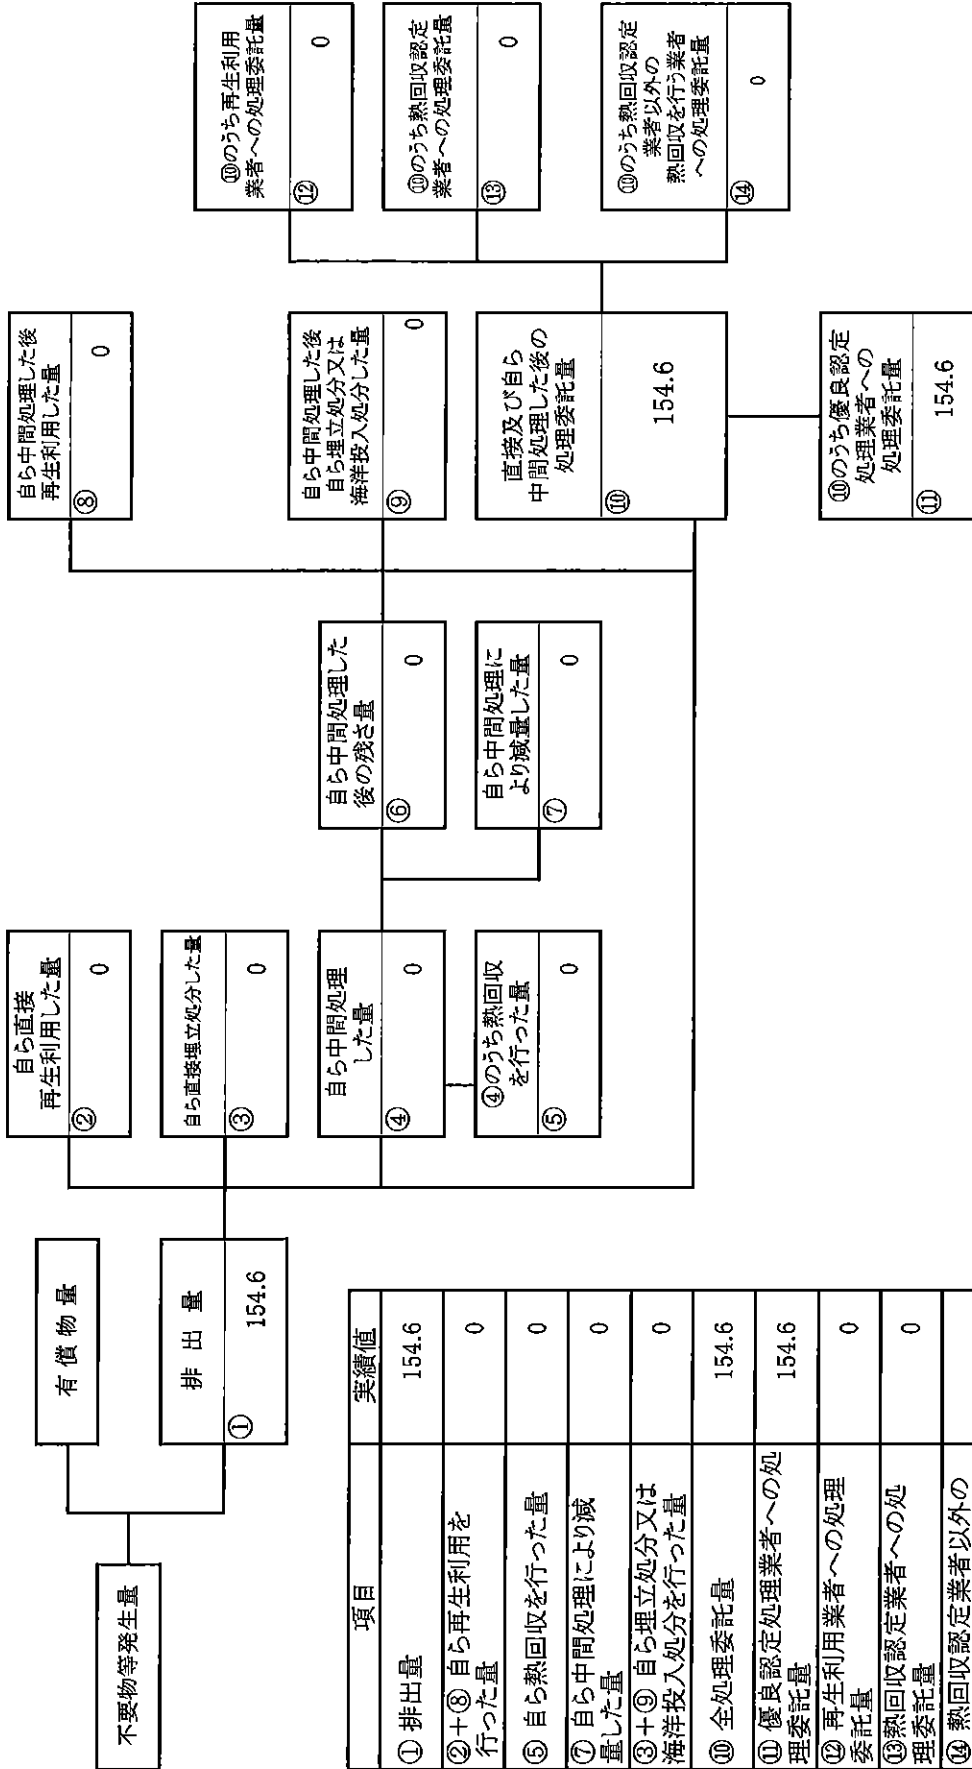 不要物等発生量
有償物量
排出量
① 154.6
自ら直接
再生利用した量
② 0
自ら直接埋立処分した量
③ 0
自ら中間処理
した量
④ 0
④のうち熱回収
を行った量
⑤ 0
自ら中間処理した
後の残さ量
⑥ 0
自ら中間処理に
より減量した量
⑦ 0
自ら中間処理した後
再生利用した量
⑧ 0
自ら中間処理した後
自ら埋立処分又は
海洋投入処分した量
⑨ 0
直接及び自ら
中間処理した後の
処理委託量
⑩ 154.6
⑩のうち優良認定
処理業者への
処理委託量
⑪ 154.6
⑩のうち再生利用
業者への処理委託量
⑫ 0
⑩のうち熱回収認定
業者への処理委託量
⑬ 0
⑩のうち熱回収認定
業者以外の
熱回収を行う業者
への処理委託量
⑭ 0
項目 実績値
① 排出量 154.6
②+⑧ 自ら再生利用を
行った量 0
⑤ 自ら熱回収を行った量 0
⑦ 自ら中間処理により減
量した量 0
③+⑨ 自ら埋立処分又は
海洋投入処分を行った量 0
⑩ 全処理委託量 154.6
⑪ 優良認定処理業者への処
理委託量 154.6
⑫ 再生利用業者への処理
委託量 0
⑬熱回収認定業者への処
理委託量 0
⑭ 熱回収認定業者以外の